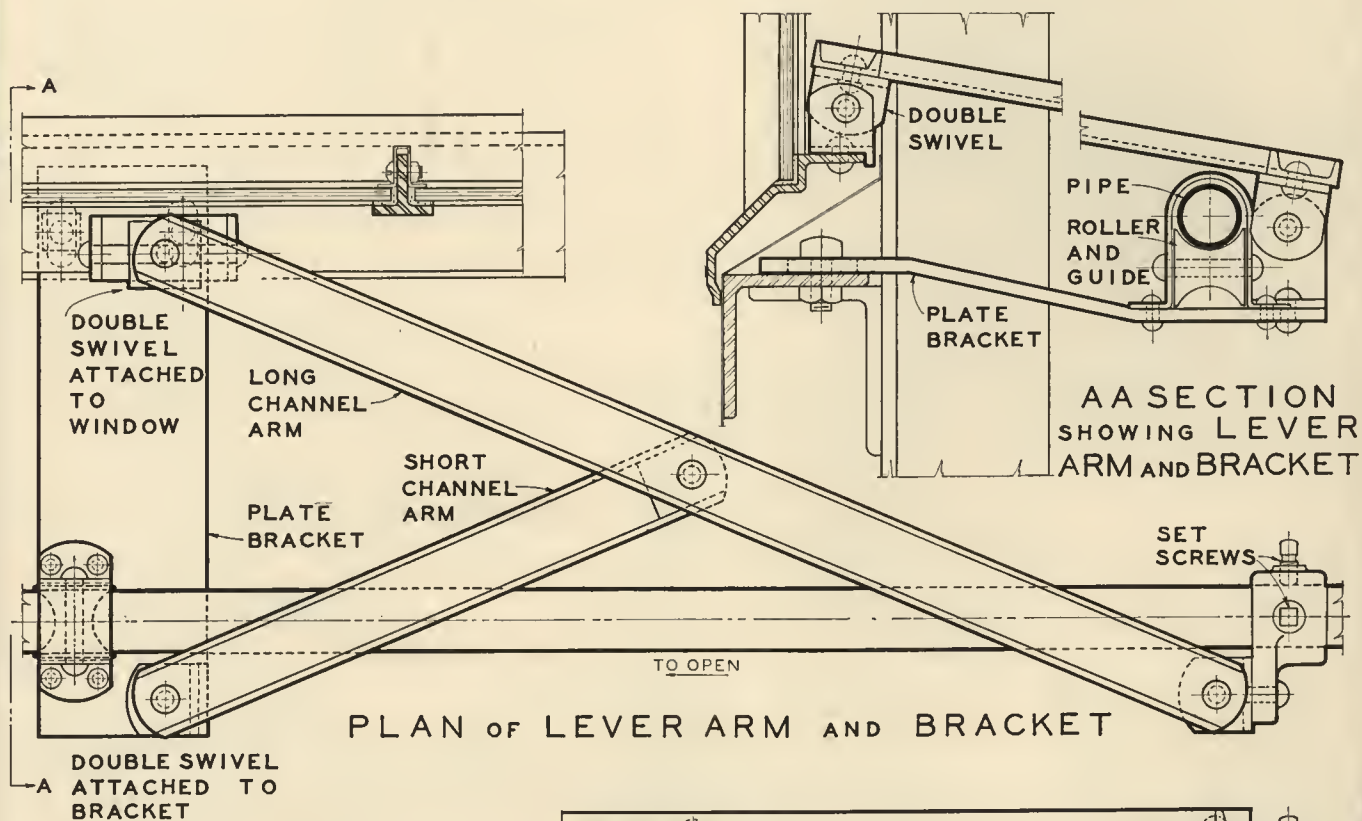 A
DOUBLE
SWIVEL
PIPE
ROLLER
AND
GUIDE
PLATE
BRACKET
AA SECTION
SHOWING LEVER
ARM AND BRACKET
DOUBLE
SWIVEL
ATTACHED
TO
WINDOW
LONG
CHANNEL
ARM
SHORT
CHANNEL
ARM
PLATE
BRACKET
SET
SCREWS
TO OPEN
PLAN OF LEVER ARM AND BRACKET
A
DOUBLE SWIVEL
ATTACHED TO
BRACKET